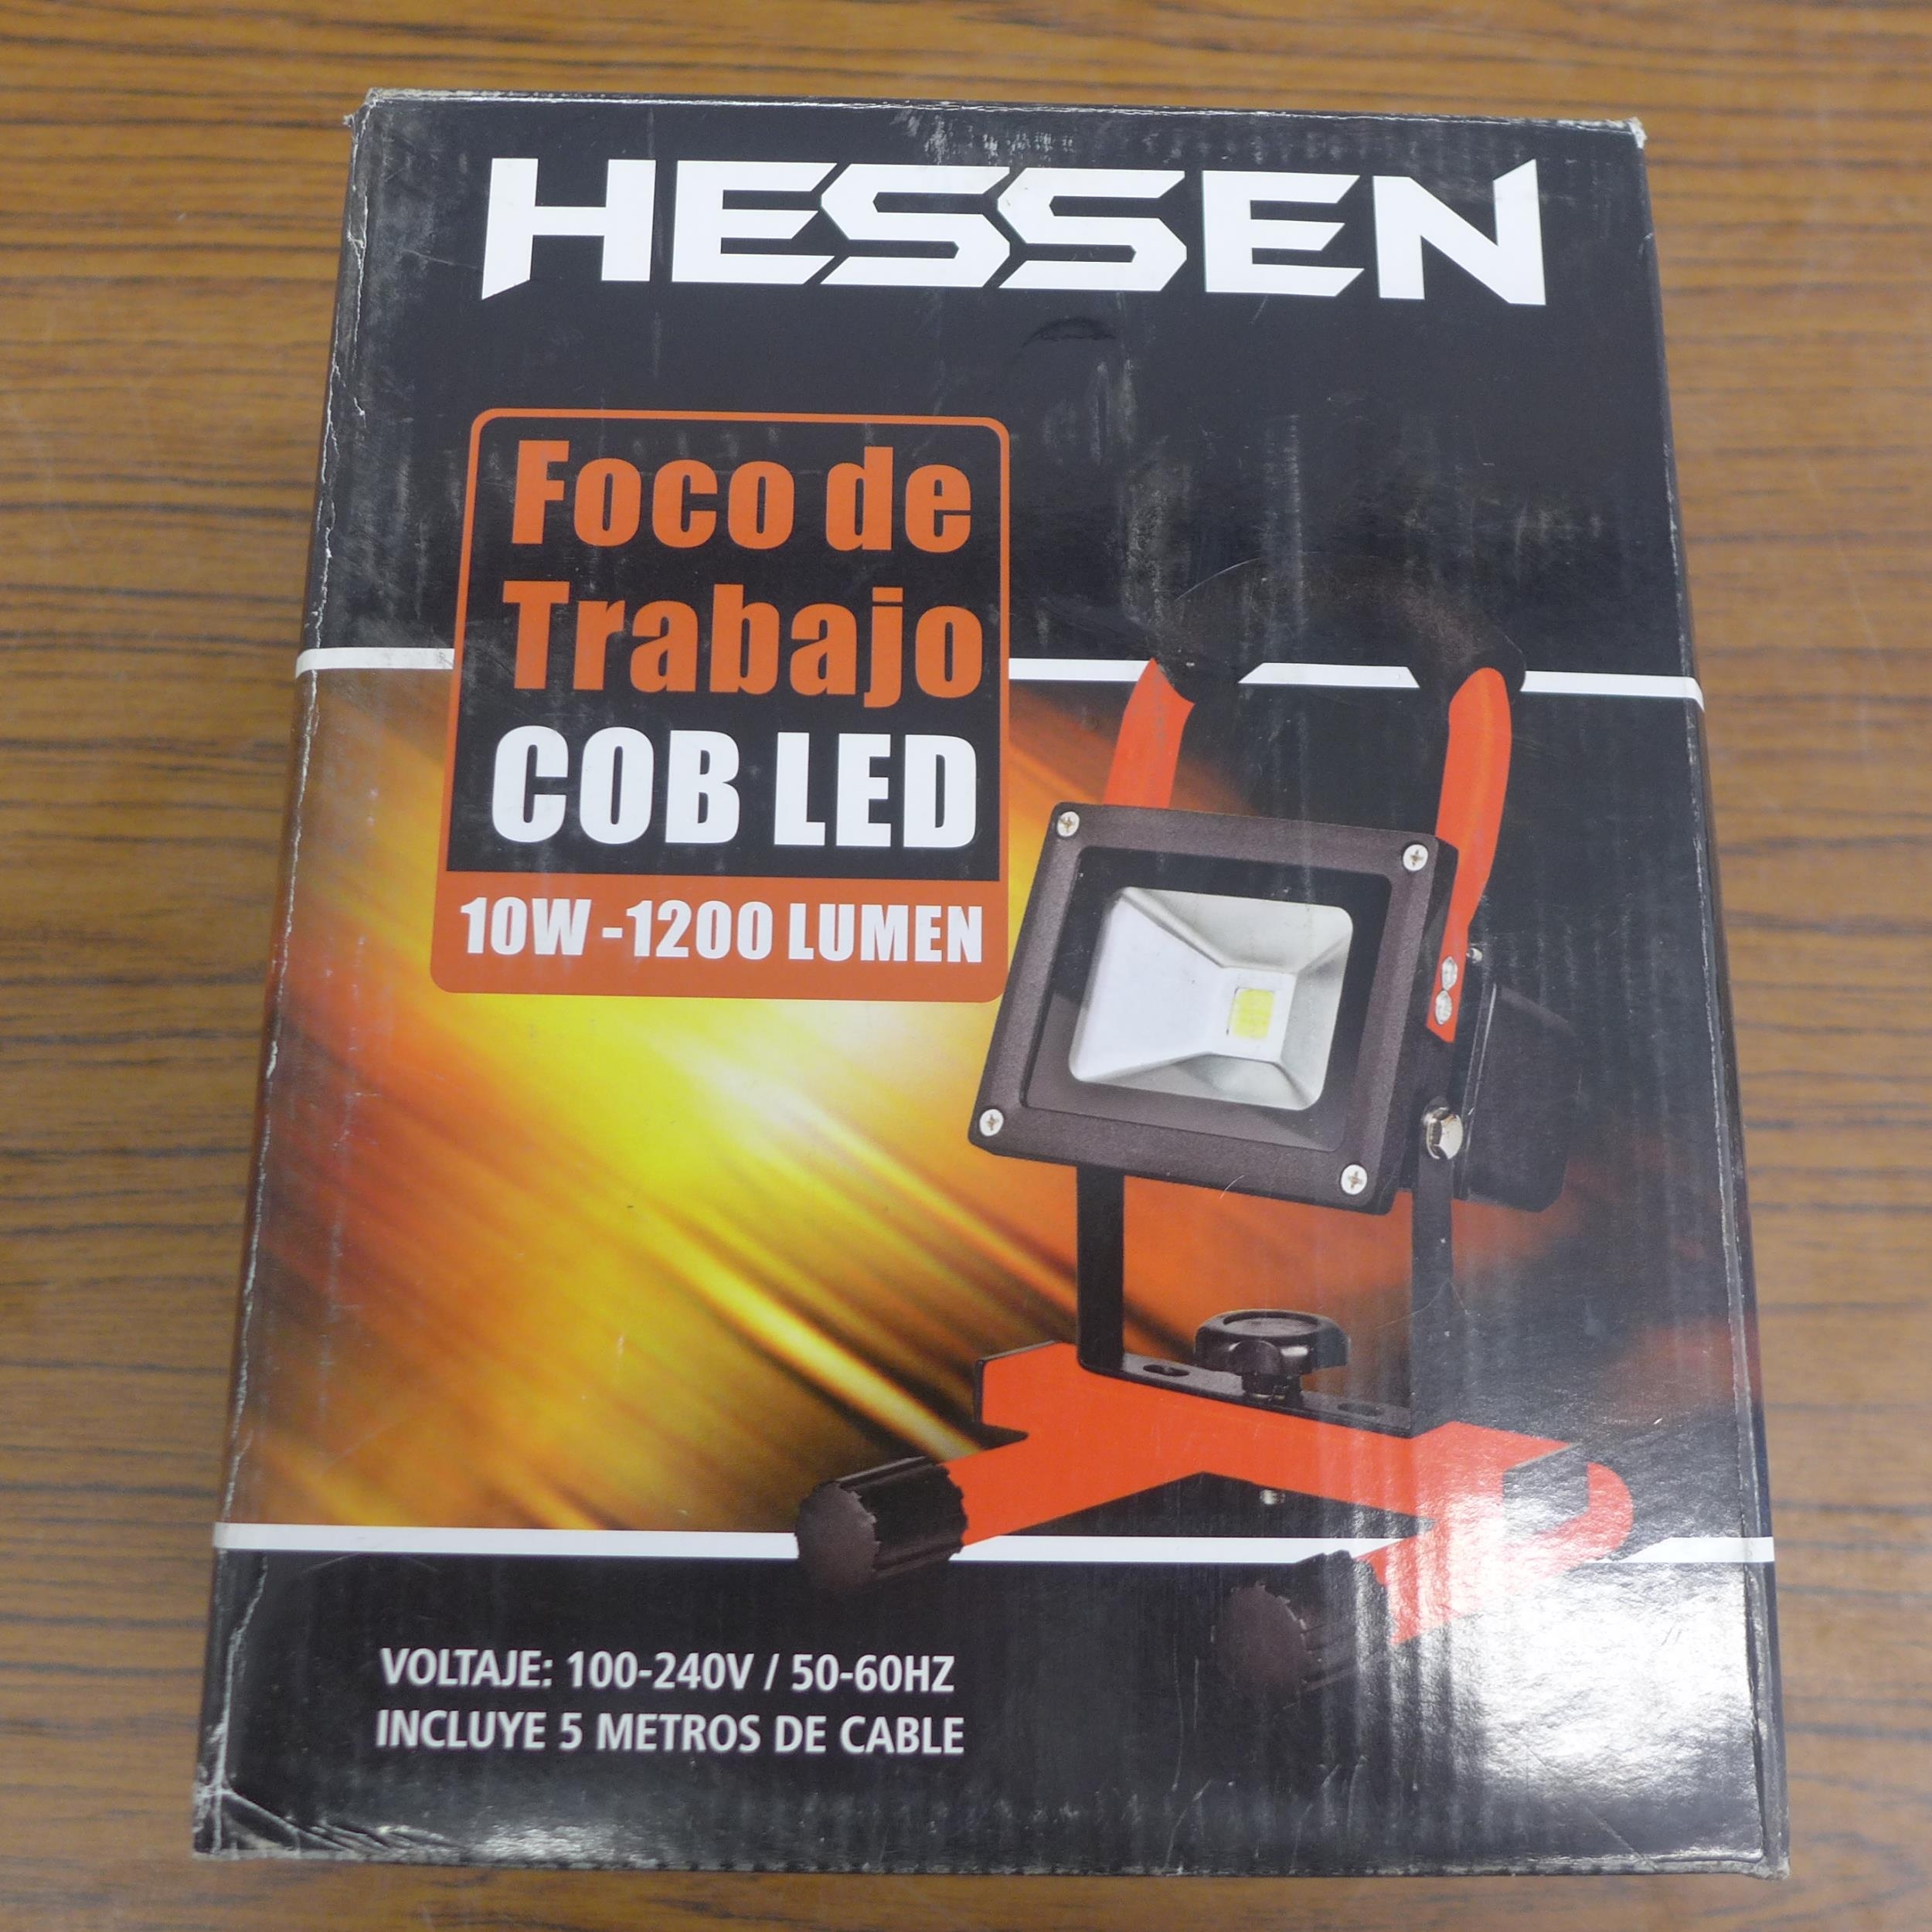 HESSEN
Foco de
Trabajo
COB LED
10W -1200 LUMEN
VOLTAJE: 100-240V / 50-60HZ
INCLUYE 5 METROS DE CABLE